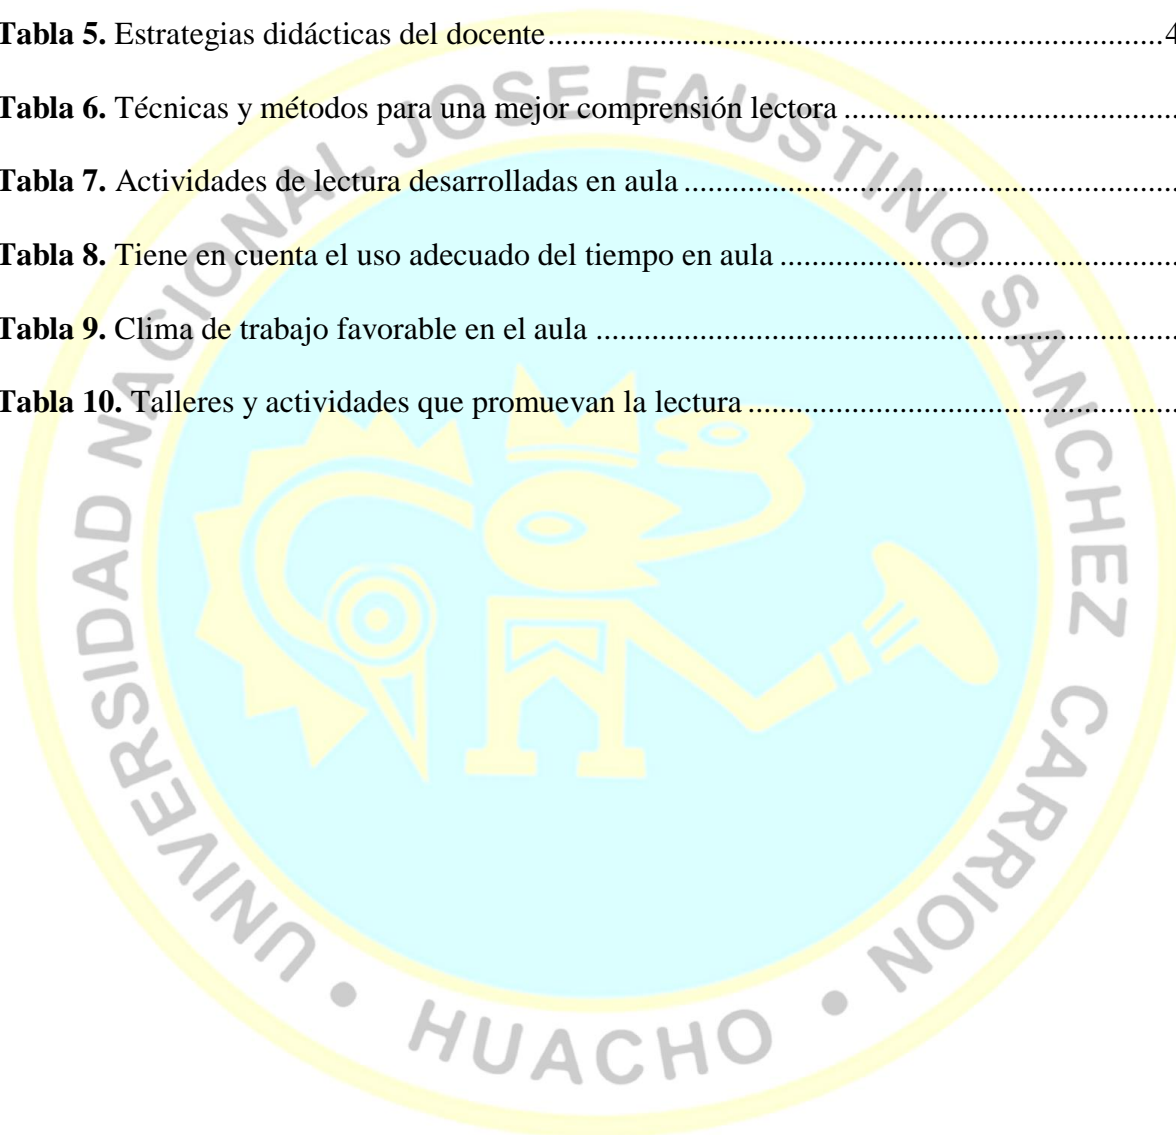 Tabla 5. Estrategias didácticas del docente....................................................................................4
Tabla 6. Técnicas y métodos para una mejor comprensión lectora ..............................................
Tabla 7. Actividades de lectura desarrolladas en aula ....................................................................
Tabla 8. Tiene en cuenta el uso adecuado del tiempo en aula .......................................................
Tabla 9. Clima de trabajo favorable en el aula ................................................................................
Tabla 10. Talleres y actividades que promuevan la lectura ...........................................................
UNIVERSIDAD NACIONAL JOSE FAUSTINO SANCHEZ CARRION
• HUACHO •